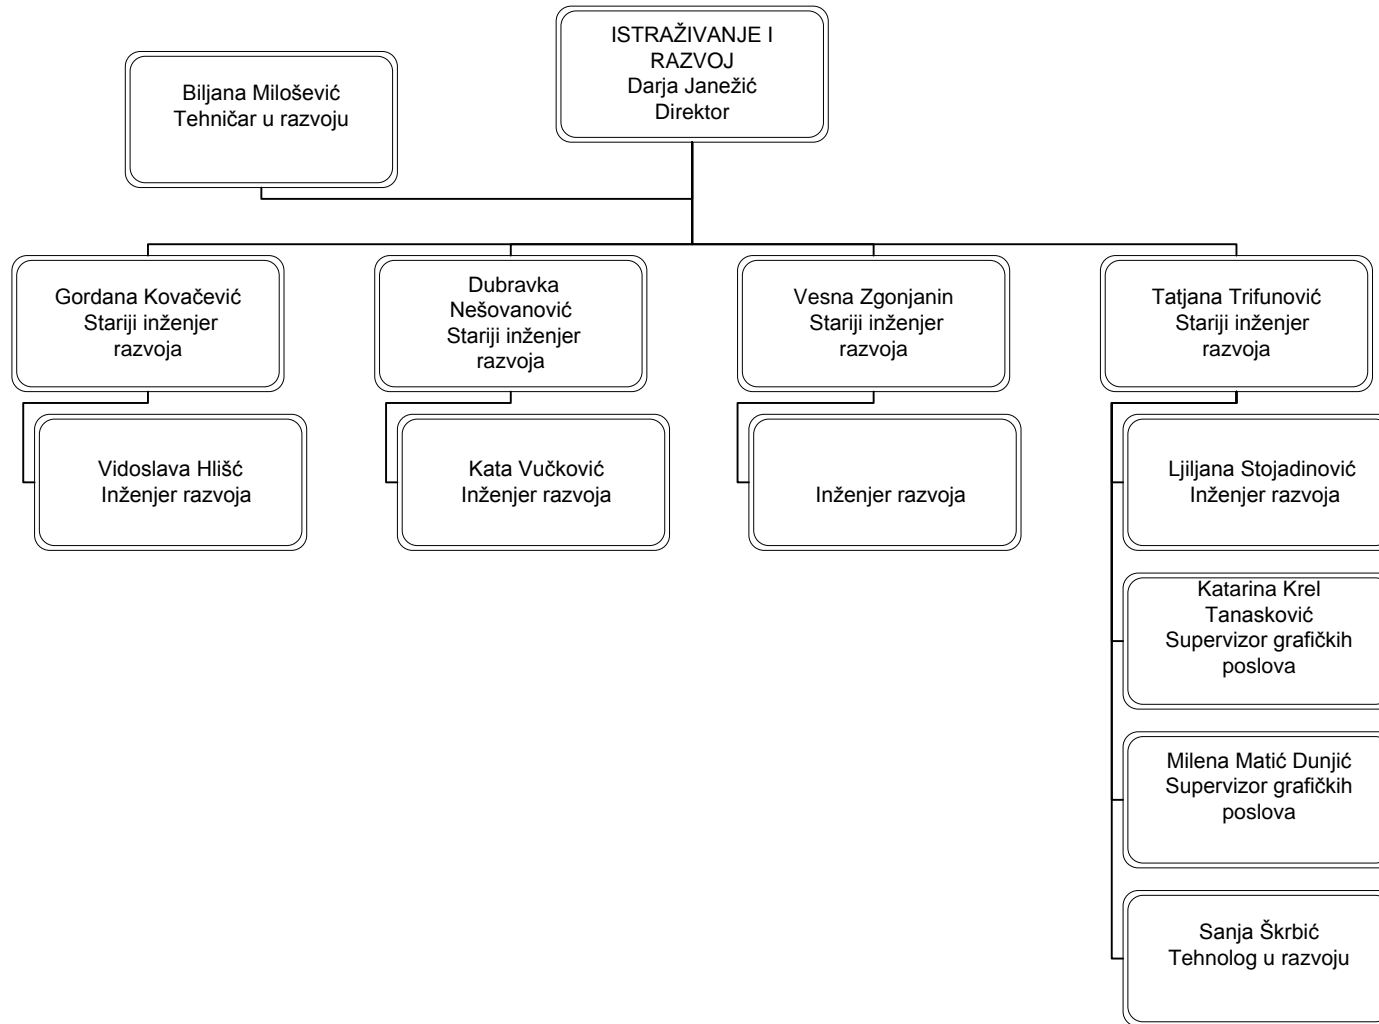 ISTRAŽIVANJE I
RAZVOJ
Darja Janežić
Direktor
Biljana Milošević
Tehničar u razvoju
Gordana Kovačević
Stariji inženjer
razvoja
Dubravka
Nešovanović
Stariji inženjer
razvoja
Vesna Zgonjanin
Stariji inženjer
razvoja
Tatjana Trifunović
Stariji inženjer
razvoja
Vidoslava Hlišć
Inženjer razvoja
Kata Vučković
Inženjer razvoja
Inženjer razvoja
Ljiljana Stojadinović
Inženjer razvoja
Katarina Krel
Tanasković
Supervizor grafičkih
poslova
Milena Matić Dunjić
Supervizor grafičkih
poslova
Sanja Škrbić
Tehnolog u razvoju